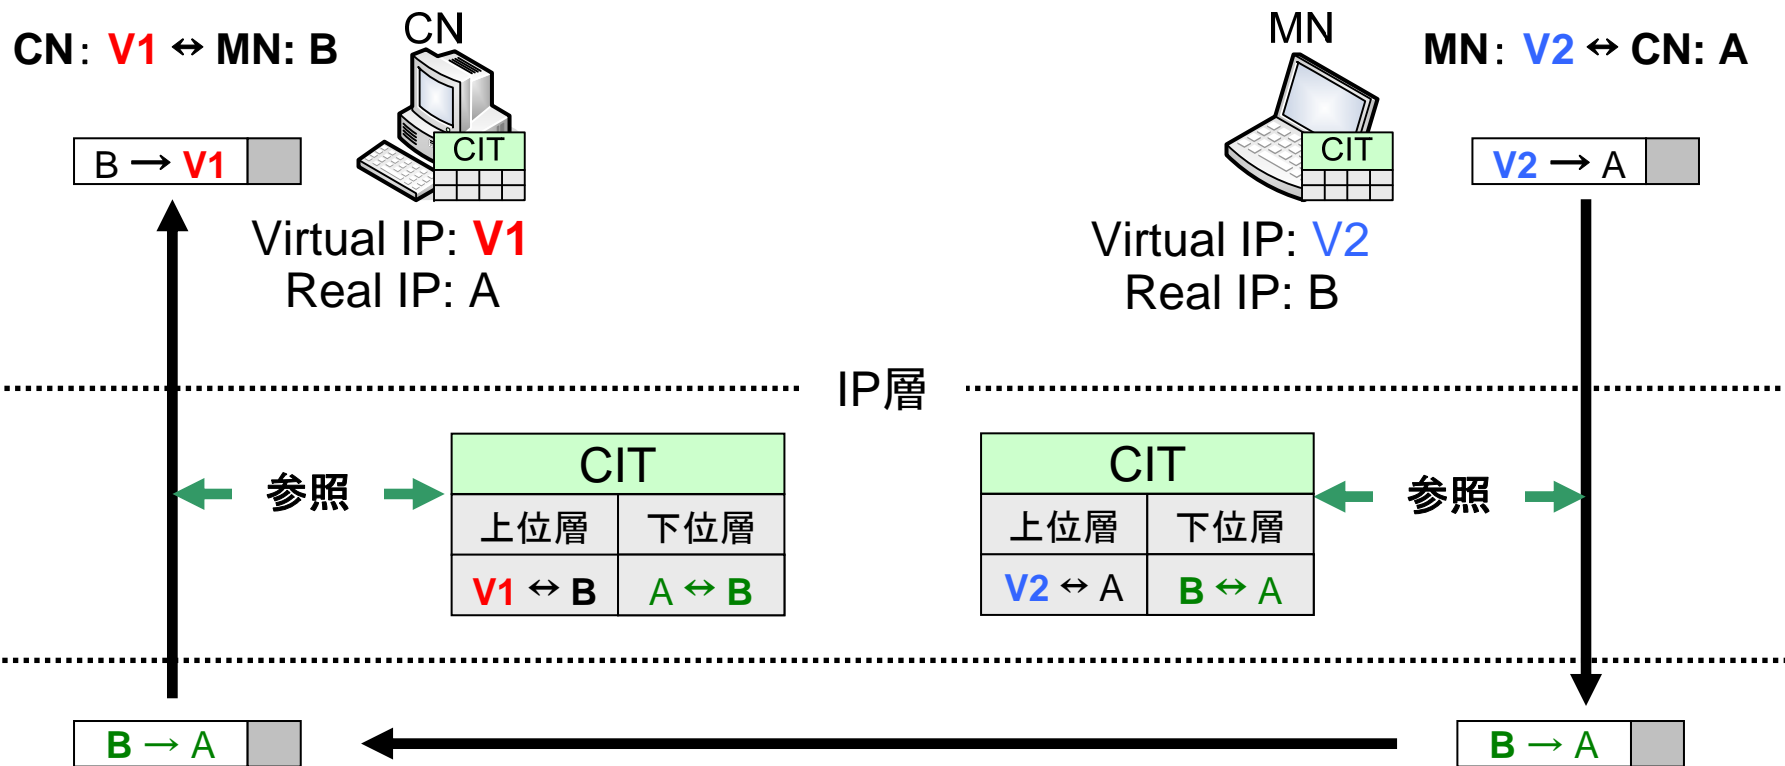 CN
MN
CN: V1 ↔ MN: B
MN: V2 ↔ CN: A
CIT
CIT
B → V1
V2 → A
Virtual IP: V1
Real IP: A
Virtual IP: V2
Real IP: B
IP層
参照
CIT
上位層 下位層
V1 ↔ B A ↔ B
CIT
上位層 下位層
V2 ↔ A B ↔ A
参照
B → A
B → A